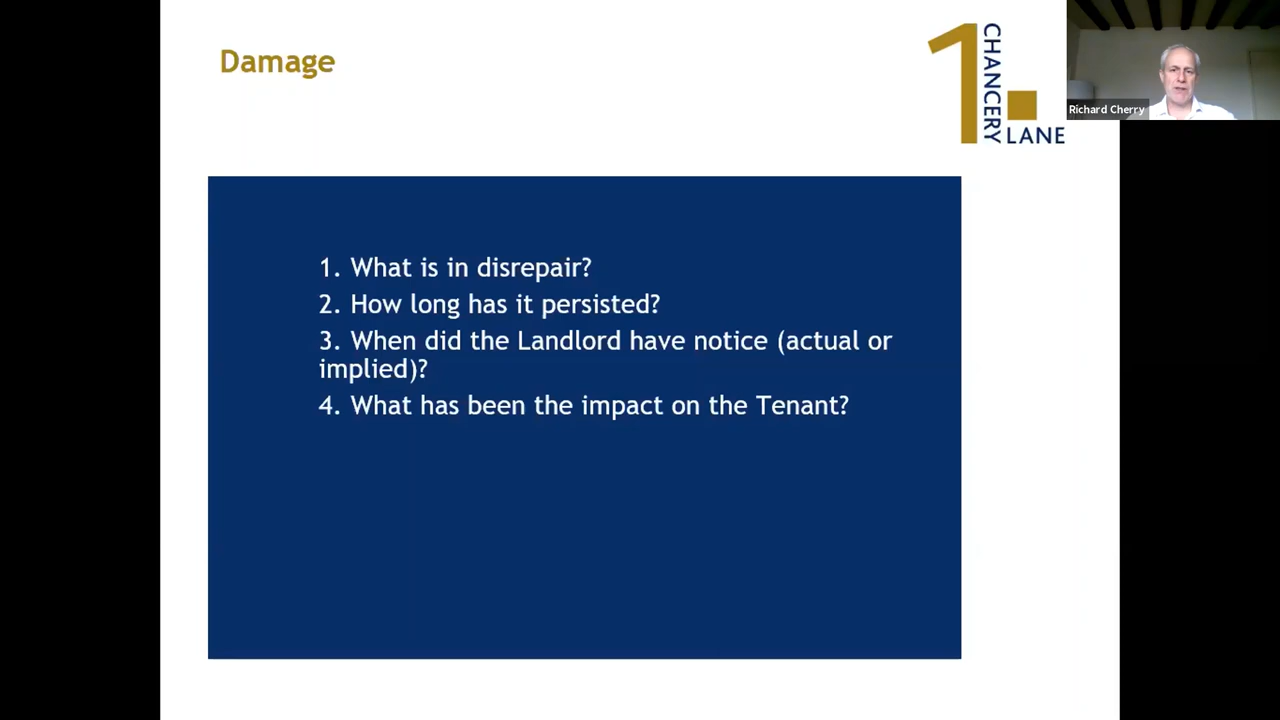 Damage
1 CHANCERY LANE
Richard Cherry
1. What is in disrepair?
2. How long has it persisted?
3. When did the Landlord have notice (actual or
implied)?
4. What has been the impact on the Tenant?